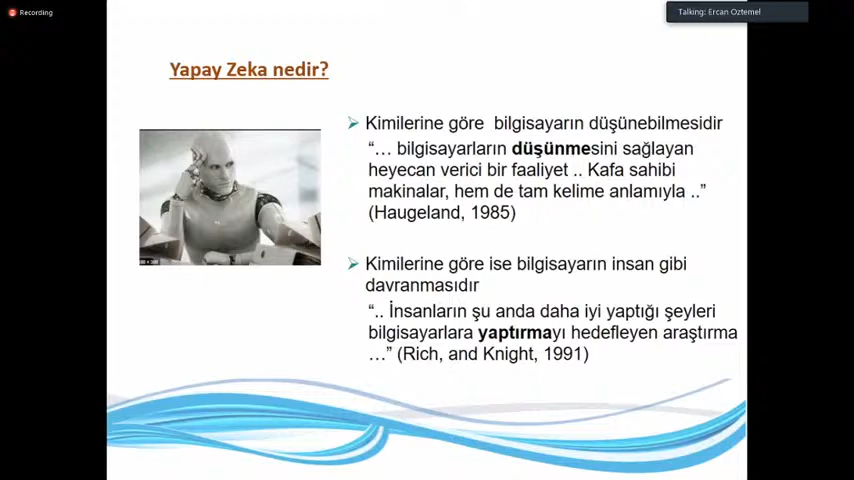 Recording
Talking: Ercan Oztemel
Yapay Zeka nedir?
Kimilerine göre bilgisayarın düşünebilmesidir
“… bilgisayarların düşünmesini sağlayan
heyecan verici bir faaliyet .. Kafa sahibi
makinalar, hem de tam kelime anlamıyla ..”
(Haugeland, 1985)
Kimilerine göre ise bilgisayarın insan gibi
davranmasıdır
“.. İnsanların şu anda daha iyi yaptığı şeyleri
bilgisayarlara yaptırmayı hedefleyen araştırma
…” (Rich, and Knight, 1991)